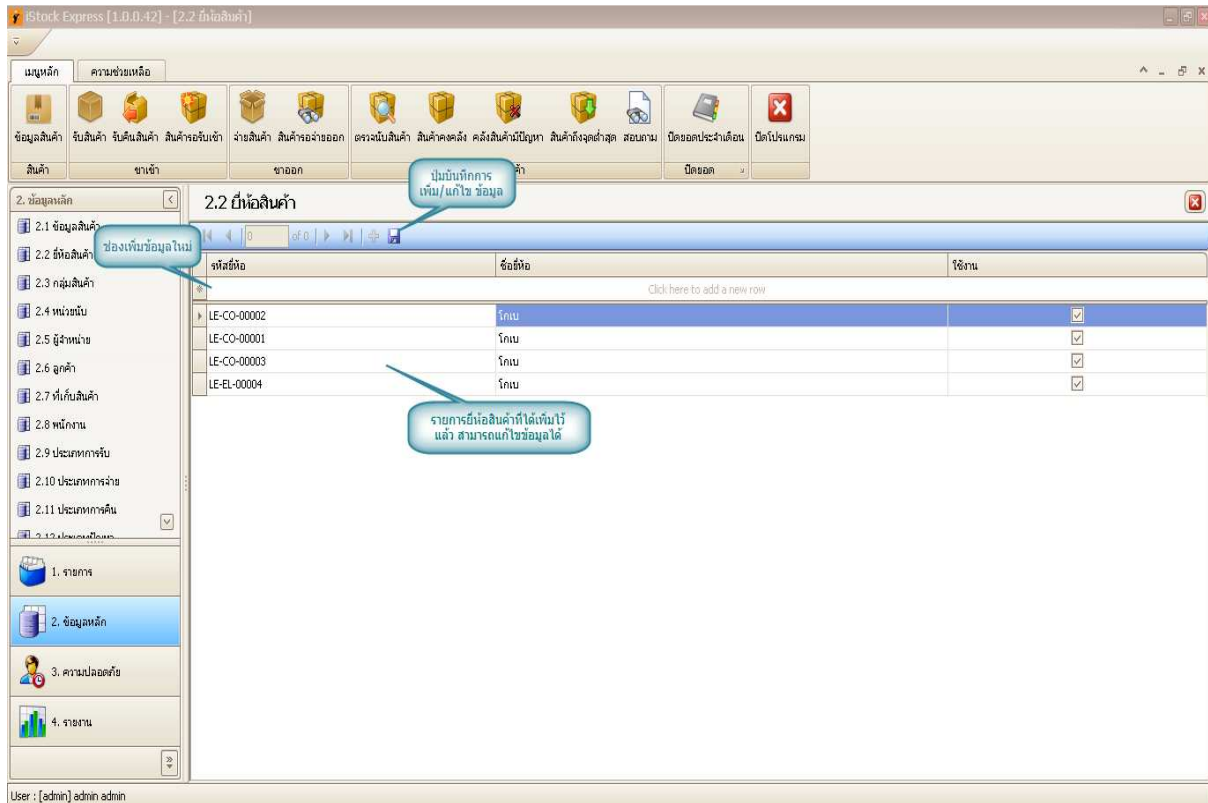 iStock Express [1.0.0.42] - [2.2 ยี่ห้อสินค้า]
เมนูหลัก ความช่วยเหลือ
ข้อมูลสินค้า รับสินค้า รับคืนสินค้า สินค้ารอรับเข้า จ่ายสินค้า สินค้ารอจ่ายออก ตรวจนับสินค้า สินค้าคงคลัง คลังสินค้ามีปัญหา สินค้าถึงจุดต่ำสุด สอบถาม ปิดยอดประจำเดือน ปิดโปรแกรม
สินค้า ขาเข้า ขาออก ปิดยอด
ปุ่มบันทึกการ
เพิ่ม/แก้ไข ข้อมูล
2. ข้อมูลหลัก
2.2 ยี่ห้อสินค้า
2.1 ข้อมูลสินค้า
0 of 0
ช่องเพิ่มข้อมูลใหม่
2.2 ยี่ห้อสินค้า
รหัสยี่ห้อ ชื่อยี่ห้อ ใช้งาน
2.3 กลุ่มสินค้า
Click here to add a new row
2.4 หน่วยนับ
LE-CO-00002 โกเบ
2.5 ผู้จำหน่าย
LE-CO-00001 โกเบ
2.6 ลูกค้า
LE-CO-00003 โกเบ
LE-EL-00004 โกเบ
2.7 ที่เก็บสินค้า
รายการยี่ห้อสินค้าที่ได้เพิ่มไว้
แล้ว สามารถแก้ไขข้อมูลได้
2.8 พนักงาน
2.9 ประเภทการรับ
2.10 ประเภทการจ่าย
2.11 ประเภทการคืน
2.12 ประเภทปัญหา
1. รายการ
2. ข้อมูลหลัก
3. ความปลอดภัย
4. รายงาน
User : [admin] admin admin